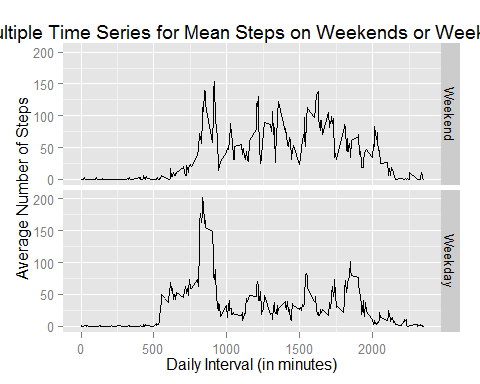 ultiple Time Series for Mean Steps on Weekends or Week
Average Number of Steps
200
150
100
50
0
Weekend
200
150
100
50
0
Weekday
0 500 1000 1500 2000
Daily Interval (in minutes)